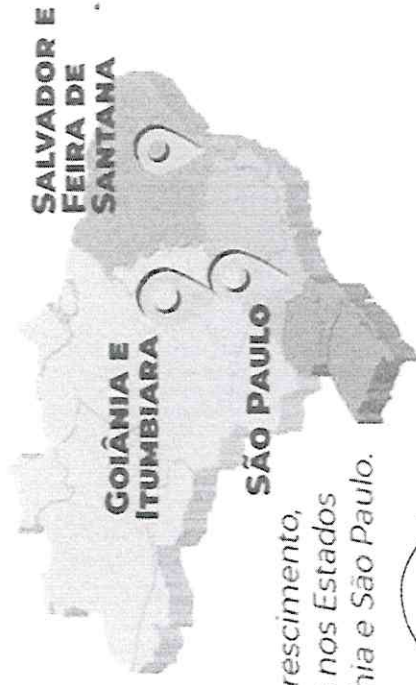 SALVADOR E
FEIRA DE
SANTANA
GOIÂNIA E
ITUMBIARA
SÃO PAULO
rescimento,
nos Estados
nia e São Paulo.